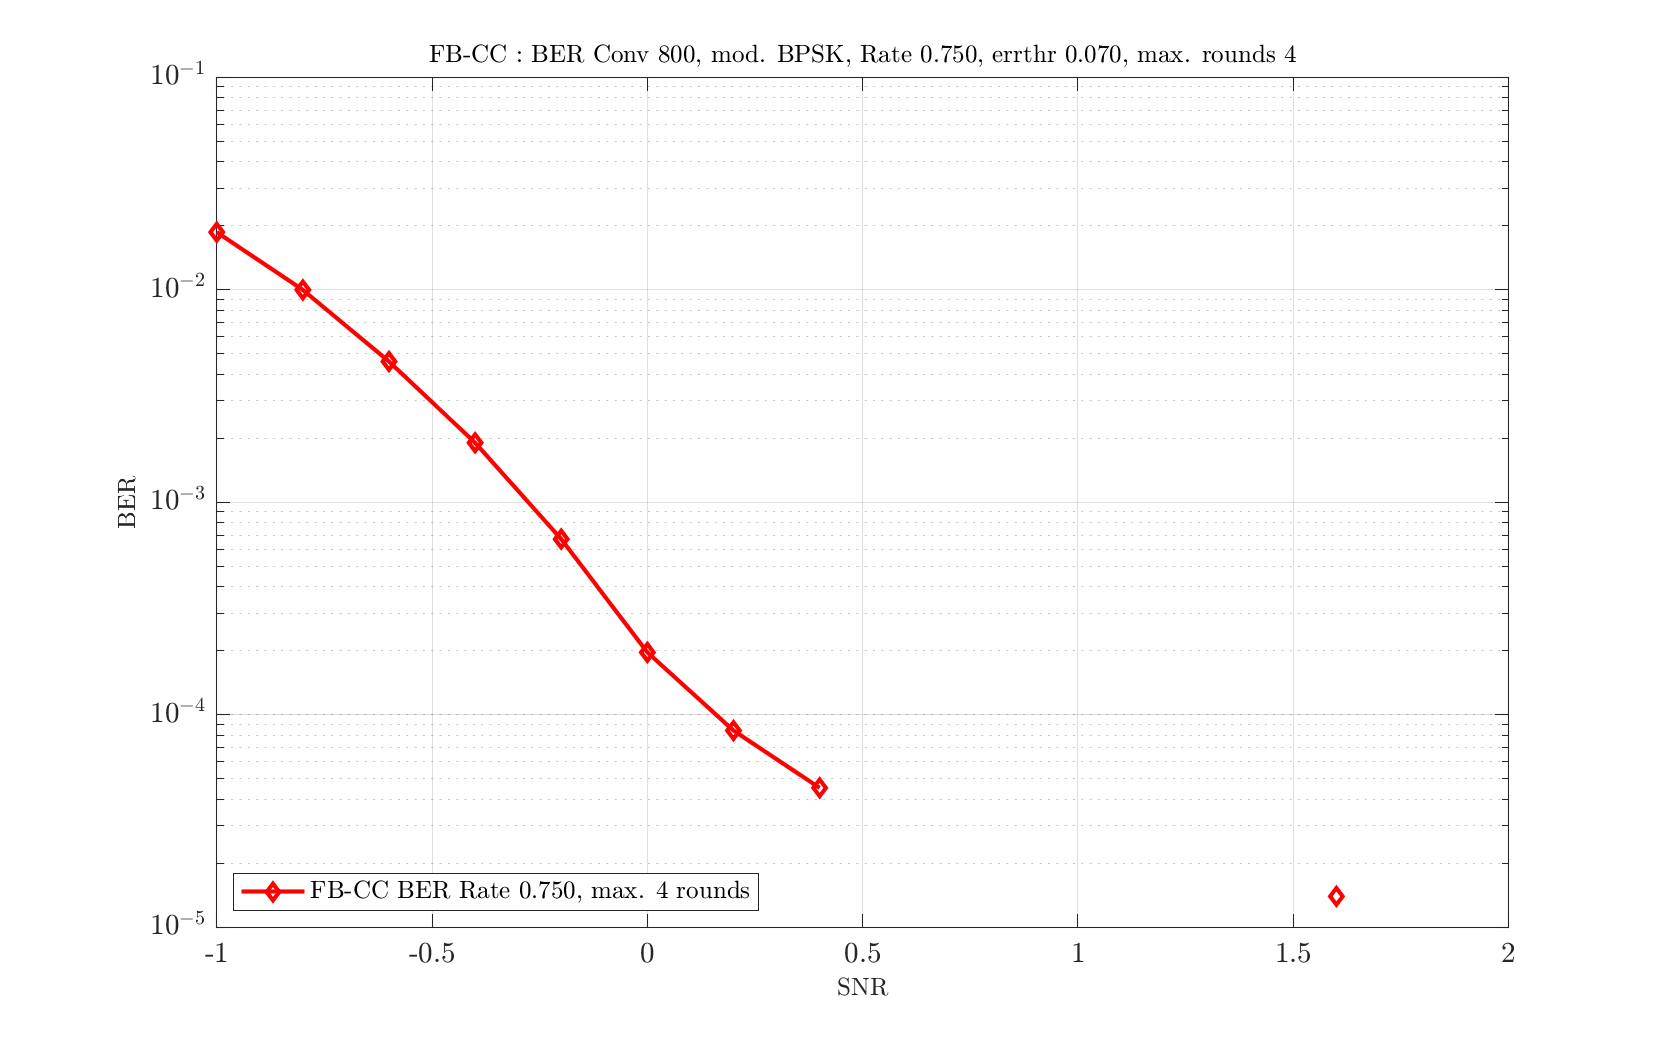 FB-CC : BER Conv 800, mod. BPSK, Rate 0.750, errthr 0.070, max. rounds 4
10^{-1}
10^{-2}
10^{-3}
10^{-4}
10^{-5}
BER
FB-CC BER Rate 0.750, max. 4 rounds
-1 -0.5 0 0.5 1 1.5 2
SNR